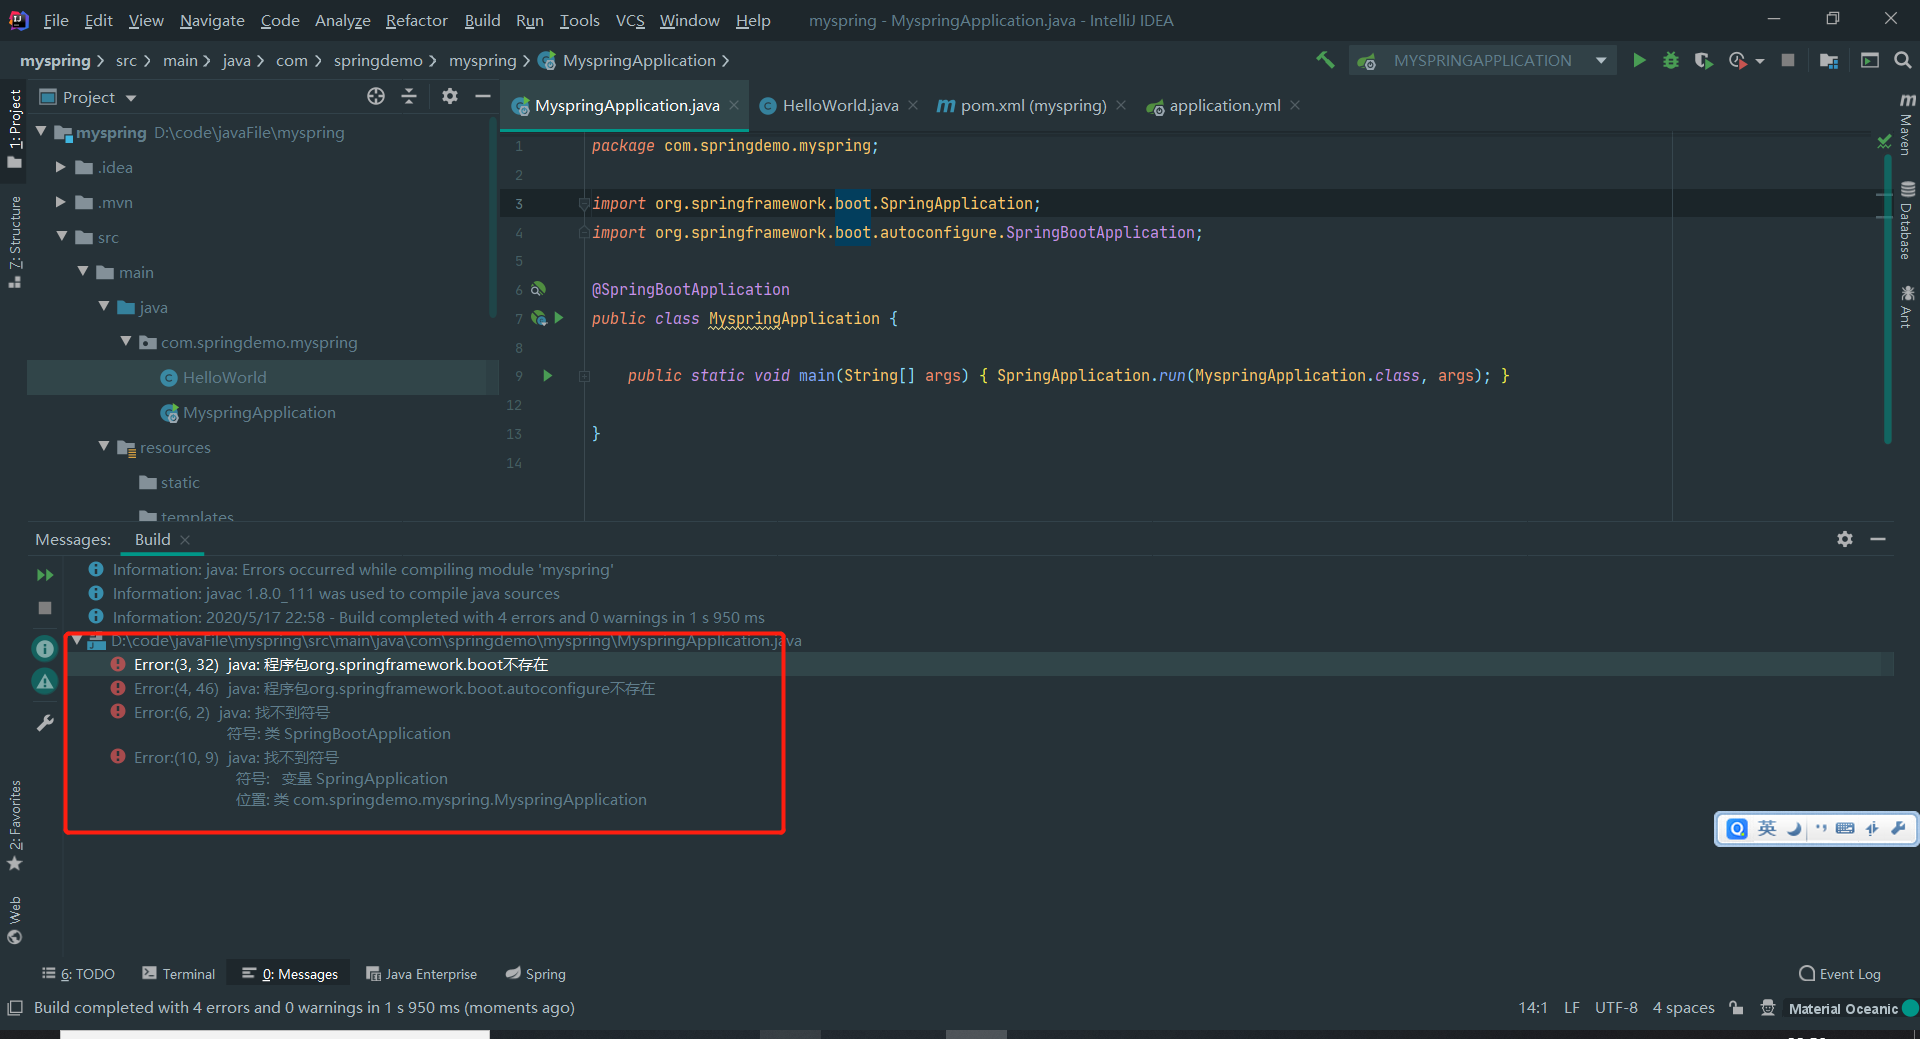 File Edit View Navigate Code Analyze Refactor Build Run Tools VCS Window Help myspring - MyspringApplication.java - IntelliJ IDEA
myspring src main java com springdemo myspring MyspringApplication MYSPRINGAPPLICATION
Project
MyspringApplication.java HelloWorld.java pom.xml (myspring) application.yml
1: Project
7: Structure
2: Favorites
Web
Maven
Database
Ant
myspring D:\code\javaFile\myspring
.idea
.mvn
src
main
java
com.springdemo.myspring
HelloWorld
MyspringApplication
resources
static
templates
1 package com.springdemo.myspring;
2
3 import org.springframework.boot.SpringApplication;
4 import org.springframework.boot.autoconfigure.SpringBootApplication;
5
6 @SpringBootApplication
7 public class MyspringApplication {
8
9 public static void main(String[] args) { SpringApplication.run(MyspringApplication.class, args); }
12
13 }
14
Messages: Build
Information: java: Errors occurred while compiling module 'myspring'
Information: javac 1.8.0_111 was used to compile java sources
Information: 2020/5/17 22:58 - Build completed with 4 errors and 0 warnings in 1 s 950 ms
D:\code\javaFile\myspring\src\main\java\com\springdemo\myspring\MyspringApplication.java
Error:(3, 32) java: 程序包org.springframework.boot不存在
Error:(4, 46) java: 程序包org.springframework.boot.autoconfigure不存在
Error:(6, 2) java: 找不到符号
符号: 类 SpringBootApplication
Error:(10, 9) java: 找不到符号
符号: 变量 SpringApplication
位置: 类 com.springdemo.myspring.MyspringApplication
英
6: TODO Terminal 0: Messages Java Enterprise Spring Event Log
Build completed with 4 errors and 0 warnings in 1 s 950 ms (moments ago) 14:1 LF UTF-8 4 spaces Material Oceanic